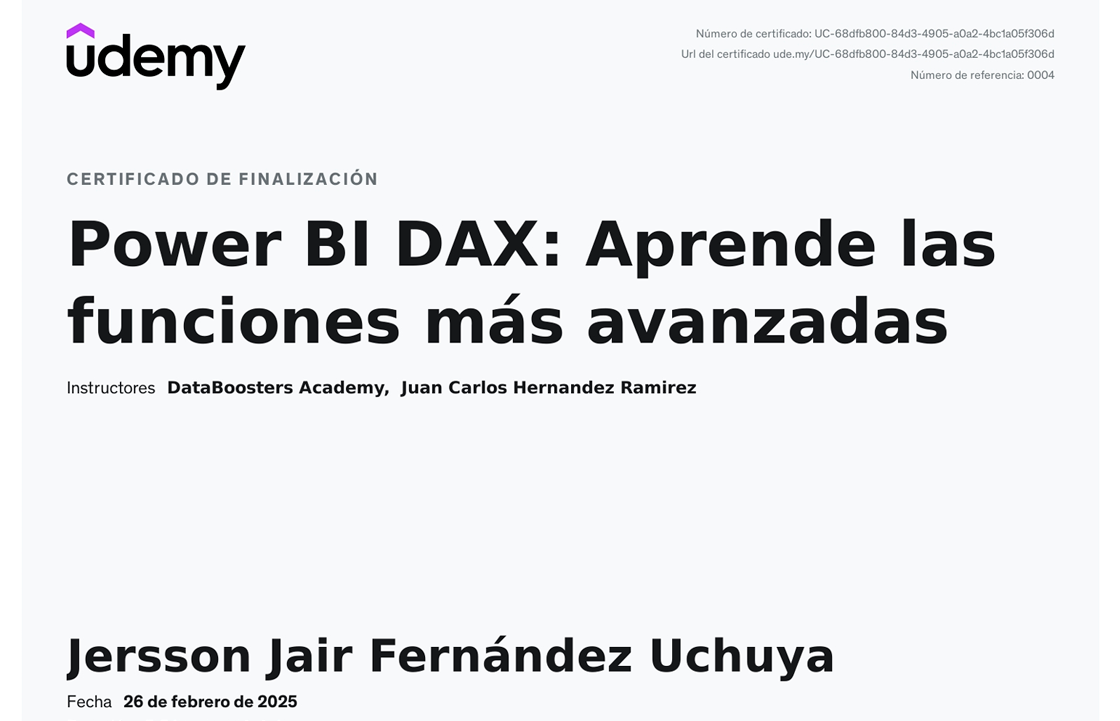 udemy
Número de certificado: UC-68dfb800-84d3-4905-a0a2-4bc1a05f306d
Url del certificado ude.my/UC-68dfb800-84d3-4905-a0a2-4bc1a05f306d
Número de referencia: 0004
CERTIFICADO DE FINALIZACIÓN
Power BI DAX: Aprende las
funciones más avanzadas
Instructores DataBoosters Academy, Juan Carlos Hernandez Ramirez
Jersson Jair Fernández Uchuya
Fecha 26 de febrero de 2025